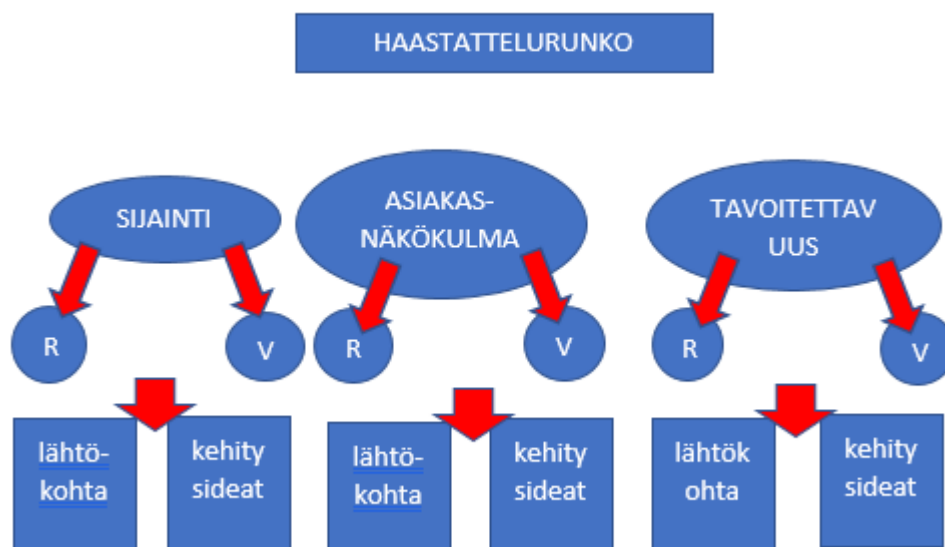 HAASTATTELURUNKO
SIJAINTI
ASIAKAS-
NÄKÖKULMA
TAVOITETTAV
UUS
R
V
R
V
R
V
lähtö-
kohta
kehity
sideat
lähtö-
kohta
kehity
sideat
lähtök
ohta
kehity
sideat